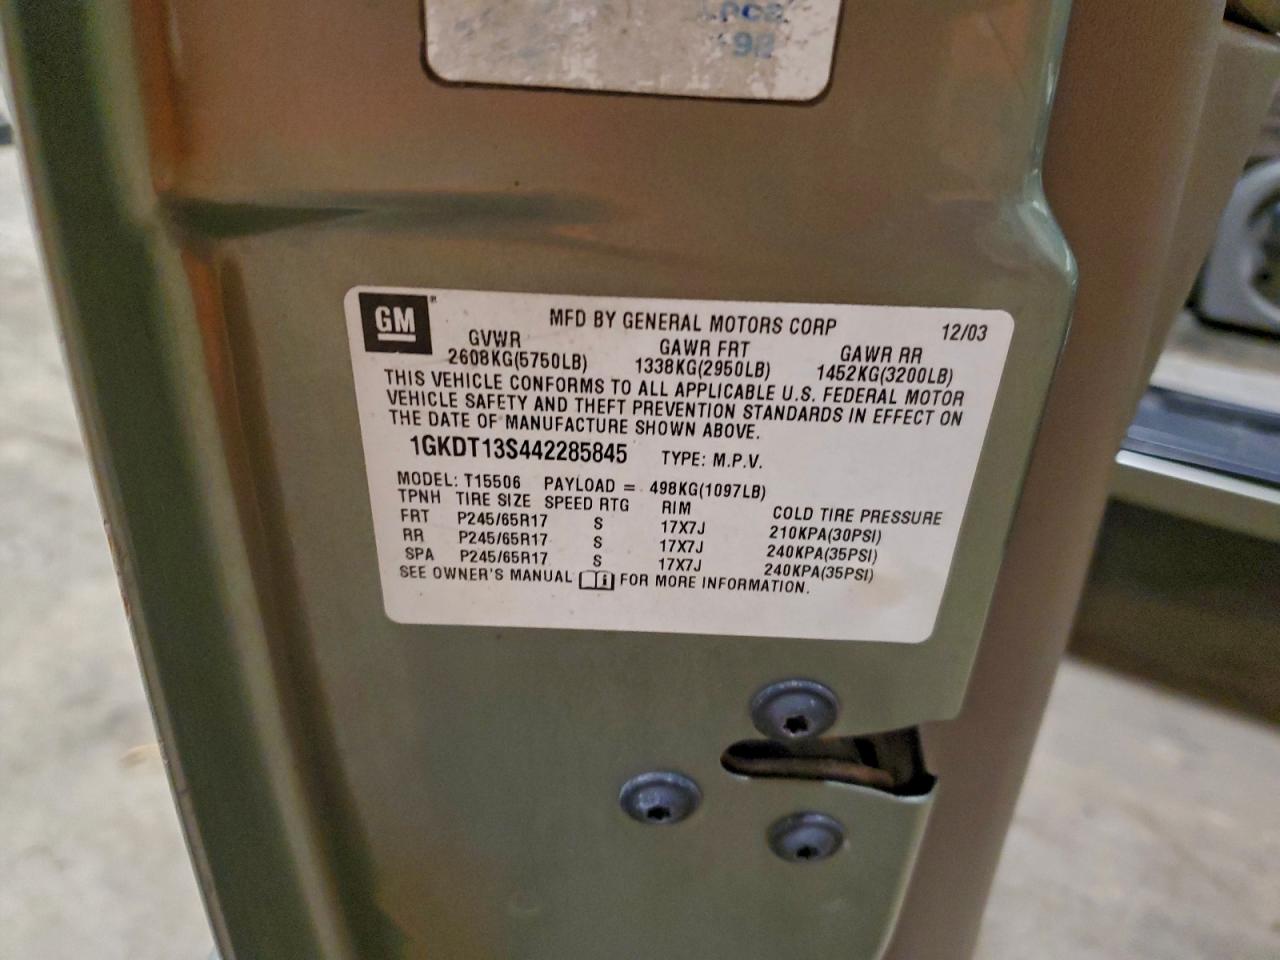 98
GM ®
MFD BY GENERAL MOTORS CORP 12/03
GVWR GAWR FRT GAWR RR
2608KG(5750LB) 1338KG(2950LB) 1452KG(3200LB)
THIS VEHICLE CONFORMS TO ALL APPLICABLE U.S. FEDERAL MOTOR
VEHICLE SAFETY AND THEFT PREVENTION STANDARDS IN EFFECT ON
THE DATE OF MANUFACTURE SHOWN ABOVE.
1GKDT13S442285845 TYPE: M.P.V.
MODEL: T15506 PAYLOAD = 498KG(1097LB)
TPNH TIRE SIZE SPEED RTG RIM COLD TIRE PRESSURE
FRT P245/65R17 S 17X7J 210KPA(30PSI)
RR P245/65R17 S 17X7J 240KPA(35PSI)
SPA P245/65R17 S 17X7J 240KPA(35PSI)
SEE OWNER'S MANUAL FOR MORE INFORMATION.